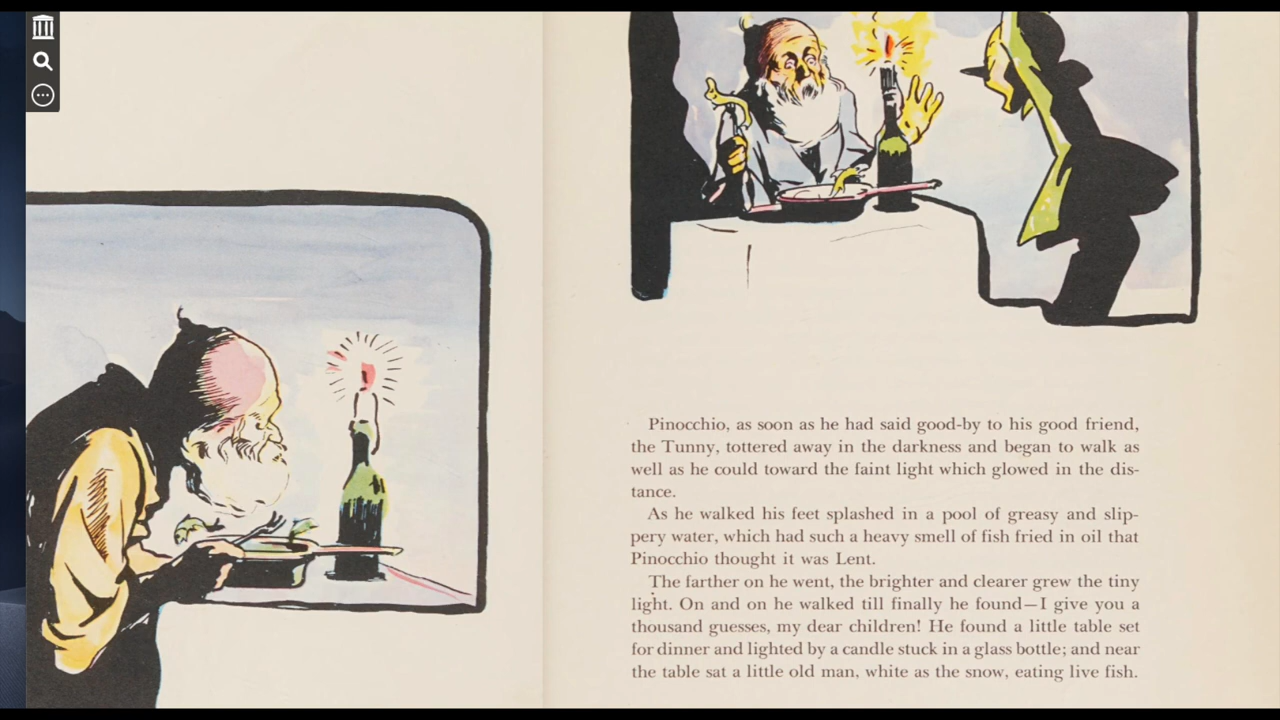 Pinocchio, as soon as he had said good-by to his good friend,
the Tunny, tottered away in the darkness and began to walk as
well as he could toward the faint light which glowed in the dis-
tance.
As he walked his feet splashed in a pool of greasy and slip-
pery water, which had such a heavy smell of fish fried in oil that
Pinocchio thought it was Lent.
The farther on he went, the brighter and clearer grew the tiny
light. On and on he walked till finally he found—I give you a
thousand guesses, my dear children! He found a little table set
for dinner and lighted by a candle stuck in a glass bottle; and near
the table sat a little old man, white as the snow, eating live fish.